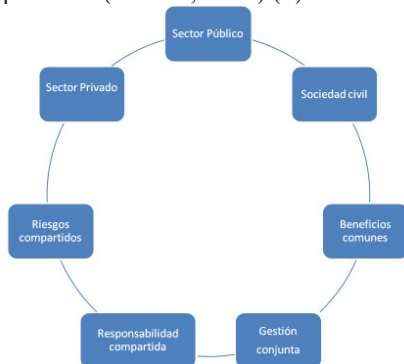 Sector Público
Sector Privado
Sociedad civil
Riesgos
compartidos
Beneficios
comunes
Responsabilidad
compartida
Gestión
conjunta